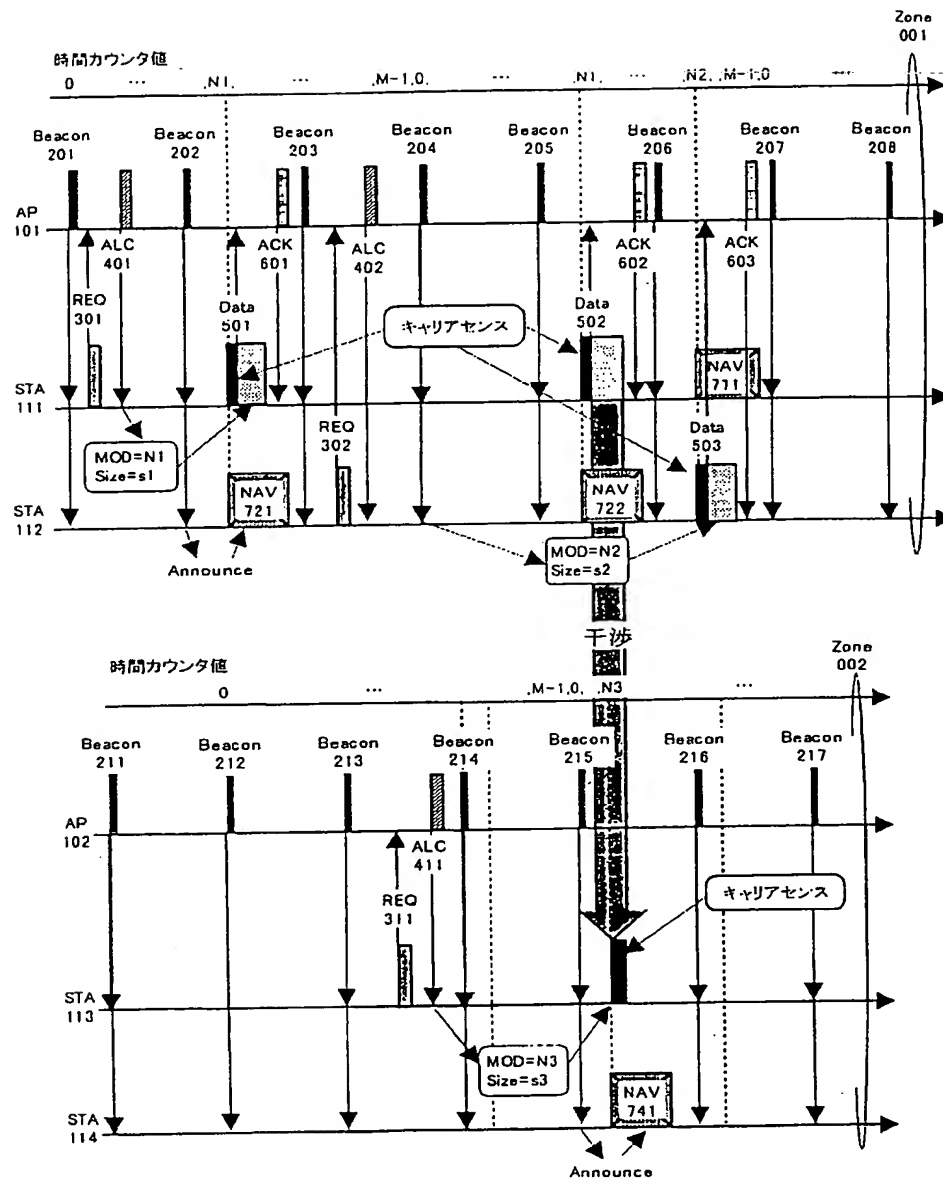 Zone
001
時間カウンタ値
0 ... ,N1, ... ,M-1,0, ... ,N1, ... ,N2, ,M-1,0 ...
Beacon
201
Beacon
202
Beacon
203
Beacon
204
Beacon
205
Beacon
206
Beacon
207
Beacon
208
AP
101
ALC
401
ACK
601
ALC
402
ACK
602
ACK
603
REQ
301
Data
501
キャリアセンス
Data
502
NAV
711
STA
111
MOD=N1
Size=s1
REQ
302
Data
503
NAV
721
NAV
722
STA
112
Announce
MOD=N2
Size=s2
干渉
Zone
002
時間カウンタ値
0 ... ,M-1,0, ,N3 ...
Beacon
211
Beacon
212
Beacon
213
Beacon
214
Beacon
215
Beacon
216
Beacon
217
AP
102
ALC
411
REQ
311
キャリアセンス
STA
113
MOD=N3
Size=s3
NAV
741
STA
114
Announce